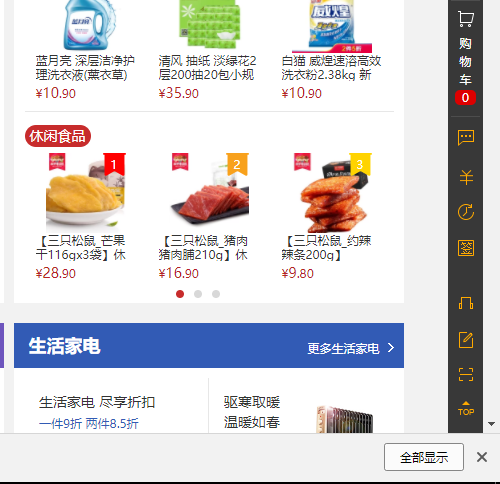 蓝月亮 深层洁净护
理洗衣液(薰衣草)
¥10.90
清风 抽纸 淡绿花2
层200抽20包小规
¥35.90
白猫 威煌速溶高效
洗衣粉2.38kg 新
¥10.90
威煌
2种5折
休闲食品
1
2
3
【三只松鼠_芒果
干116gx3袋】休
¥28.90
【三只松鼠_猪肉
猪肉脯210g】休
¥16.90
【三只松鼠_约辣
辣条200g】
¥9.80
生活家电
更多生活家电
生活家电 尽享折扣
一件9折 两件8.5折
驱寒取暖
温暖如春
购
物
车
0
TOP
全部显示